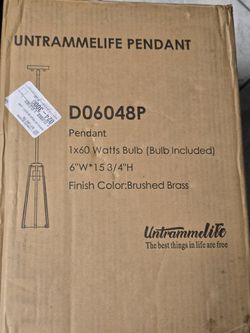 UNTRAMMELIFE PENDANT
D06048P
Pendant
1x60 Watts Bulb (Bulb Included)
6"W*15 3/4"H
Finish Color:Brushed Brass
Untrammelife
The best things in life are free